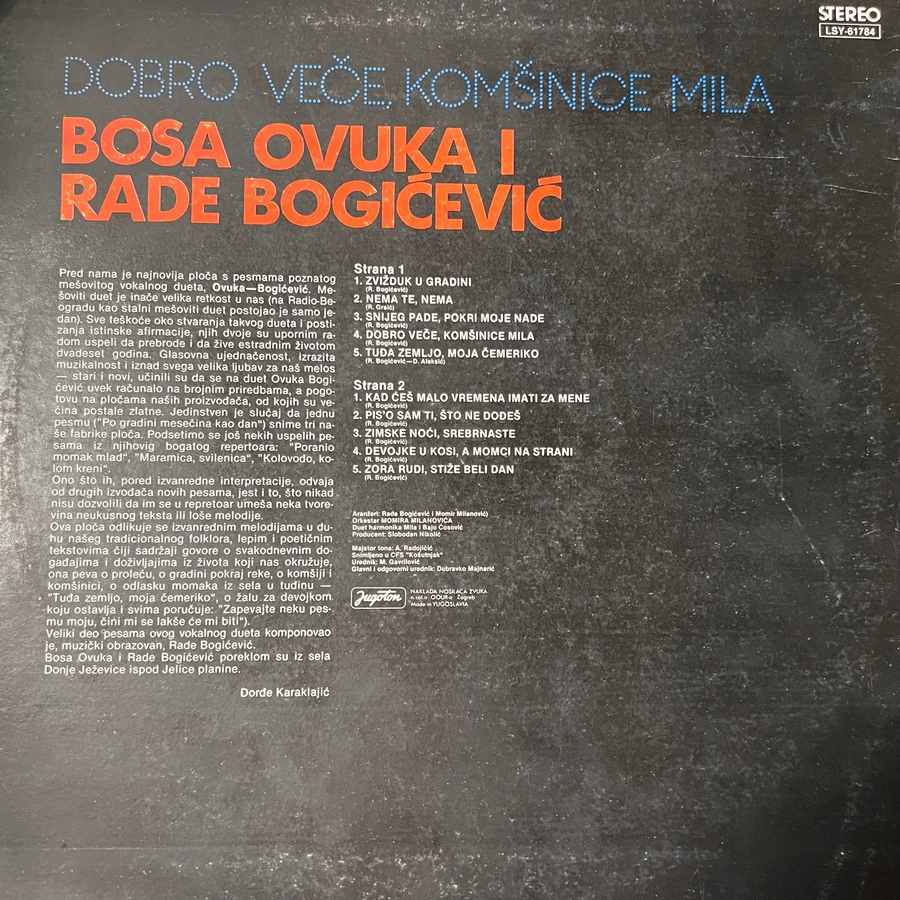 STEREO
LSY-61784
DOBRO VEČE, KOMŠINICE MILA
BOSA OVUKA I
RADE BOGIĆEVIĆ
Pred nama je najnovija ploča s pesmama poznatog
mešovitog vokalnog dueta, Ovuka—Bogićević. Me-
šoviti duet je inače velika retkost u nas (na Radio-Be-
ogradu kao stalni mešoviti duet postojao je samo je-
dan). Sve teškoće oko stvaranja takvog dueta i posti-
zanja istinske afirmacije, njih dvoje su upornim ra-
dom uspeli da prebrode i da žive estradnim životom
dvadeset godina. Glasovna ujednačenost, izrazita
muzikalnost i iznad svega velika ljubav za naš melos
— stari i novi, učinili su da se na duet Ovuka Bogi-
ćević uvek računalo na brojnim priredbama, a pogo-
tovu na pločama naših proizvođača, od kojih su ve-
ćina postale zlatne. Jedinstven je slučaj da jednu
pesmu ("Po gradini mesečina kao dan") snime tri na-
še fabrike ploča. Podsetimo se još nekih uspelih pe-
sama iz njihovig bogatog repertoara: "Poranio
momak mlad", "Maramica, svilenica", "Kolovođo, ko-
lom kreni".
Ono što ih, pored izvanredne interpretacije, odvaja
od drugih izvođača novih pesama, jest i to, što nikad
nisu dozvolili da im se u repretoar umeša neka tvore-
vina neukusnog teksta ili loše melodije.
Ova ploča odlikuje se izvanrednim melodijama u du-
hu našeg tradicionalnog folklora, lepim i poetičnim
tekstovima čiji sadržaji govore o svakodnevnim do-
gađajima i doživljajima iz života koji nas okružuje,
ona peva o proleću, o gradini pokraj reke, o komšiji i
komšinici, o odlasku momaka iz sela u tuđinu —
"Tuđa zemljo, moja čemeriko", o žalu za devojkom
koju ostavlja i svima poručuje: "Zapevajte neku pes-
mu moju, čini mi se lakše će mi biti").
Veliki deo pesama ovog vokalnog dueta komponovao
je, muzički obrazovan, Rade Bogićević.
Bosa Ovuka i Rade Bogićević poreklom su iz sela
Donje Ježevice ispod Jelice planine.
Đorđe Karaklajić
Strana 1
1. ZVIŽDUK U GRADINI
(R. Bogićević)
2. NEMA TE, NEMA
(R. Grsić)
3. SNIJEG PADE, POKRI MOJE NADE
(R. Bogićević)
4. DOBRO VEČE, KOMŠINICE MILA
(R. Bogićević)
5. TUĐA ZEMLJO, MOJA ČEMERIKO
(R. Bogićević—D. Aleksić)
Strana 2
1. KAD ĆEŠ MALO VREMENA IMATI ZA MENE
(R. Bogićević)
2. PIS'O SAM TI, ŠTO NE DOĐEŠ
(R. Bogićević)
3. ZIMSKE NOĆI, SREBRNASTE
(R. Bogićević)
4. DEVOJKE U KOSI, A MOMCI NA STRANI
(R. Bogićević)
5. ZORA RUDI, STIŽE BELI DAN
(R. Bogićević)
Aranžeri: Rade Bogićević i Momir Milanović)
Orkestar MOMIRA MILANOVIĆA
Duet harmonika Mita i Bajo Ćosović
Producent: Slobodan Nikolić
Majstor tona: A. Radojičić
Snimljeno u CFS "Košutnjak"
Urednik: M. Gavrilović
Glavni i odgovorni urednik: Dubravko Majnarić
Jugoton
NAKLADA NOSAČA ZVUKA
n. sol. o. OOUR-a Zagreb
Made in YUGOSLAVIA